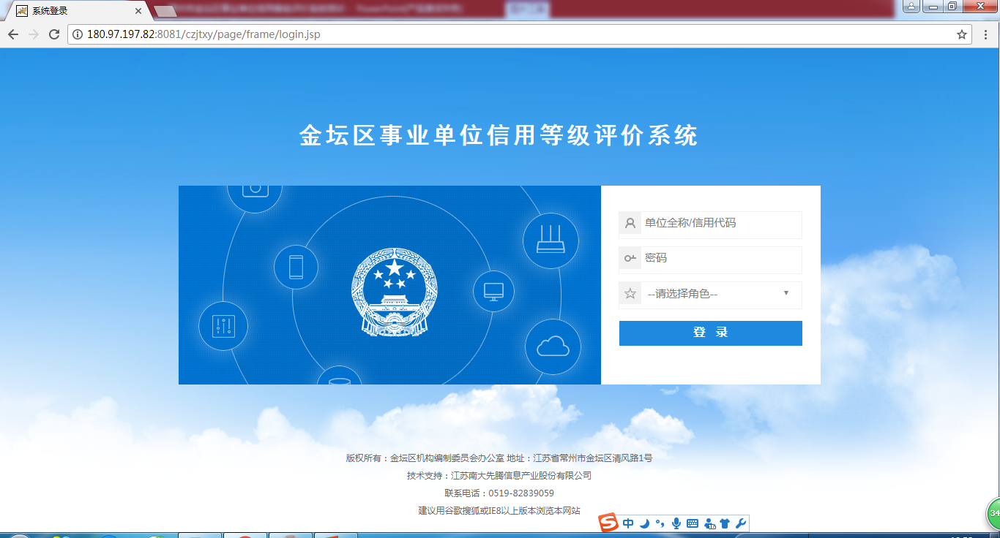 系统登录
180.97.197.82:8081/czjtxy/page/frame/login.jsp
金坛区事业单位信用等级评价系统
单位全称/信用代码
密码
--请选择角色--
登 录
版权所有：金坛区机构编制委员会办公室 地址：江苏省常州市金坛区清风路1号
技术支持：江苏南大先腾信息产业股份有限公司
联系电话：0519-82839059
建议用谷歌搜狐或IE8以上版本浏览本网站
中
34